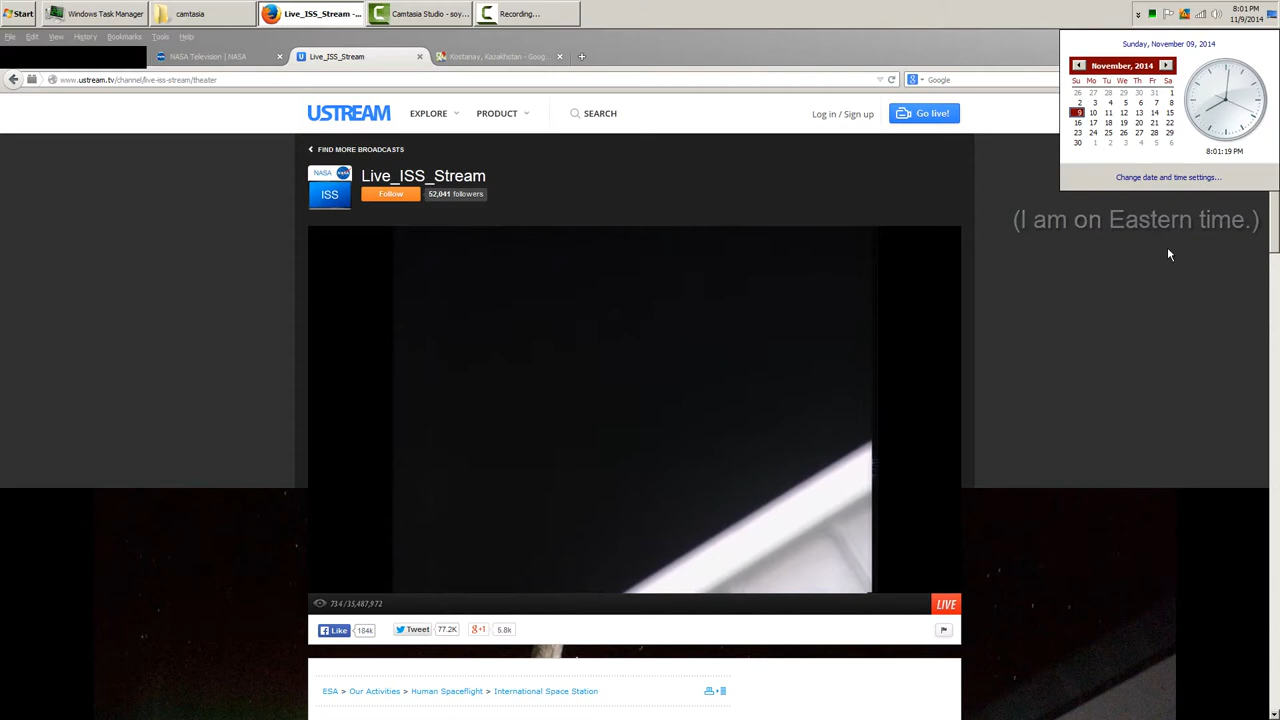 Start
Windows Task Manager
camtasia
Live_ISS_Stream -...
Camtasia Studio - soy...
Recording...
8:01 PM
11/9/2014
File Edit View History Bookmarks Tools Help
NASA Television | NASA
Live_ISS_Stream
Kostanay, Kazakhstan - Goog...
www.ustream.tv/channel/live-iss-stream/theater
Google
Sunday, November 09, 2014
November, 2014
Su Mo Tu We Th Fr Sa
26 27 28 29 30 31 1
2 3 4 5 6 7 8
9 10 11 12 13 14 15
16 17 18 19 20 21 22
23 24 25 26 27 28 29
30 1 2 3 4 5 6
8:01:19 PM
Change date and time settings...
(I am on Eastern time.)
USTREAM
EXPLORE
PRODUCT
SEARCH
Log in / Sign up
Go live!
FIND MORE BROADCASTS
NASA
ISS
Live_ISS_Stream
Follow
52,041 followers
734 / 35,487,972
LIVE
Like 184k
Tweet 77.2K
+1 5.8k
ESA > Our Activities > Human Spaceflight > International Space Station